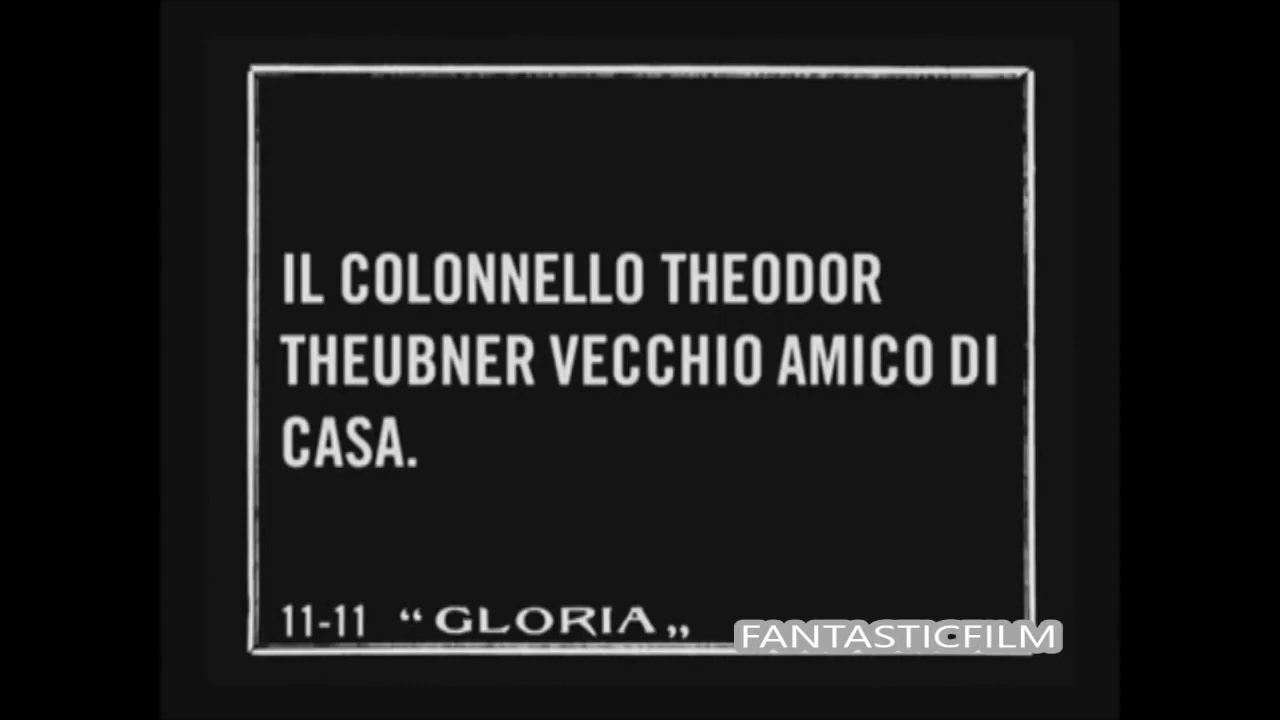 IL COLONNELLO THEODOR
THEUBNER VECCHIO AMICO DI
CASA.
11-11 “ GLORIA „
FANTASTICFILM